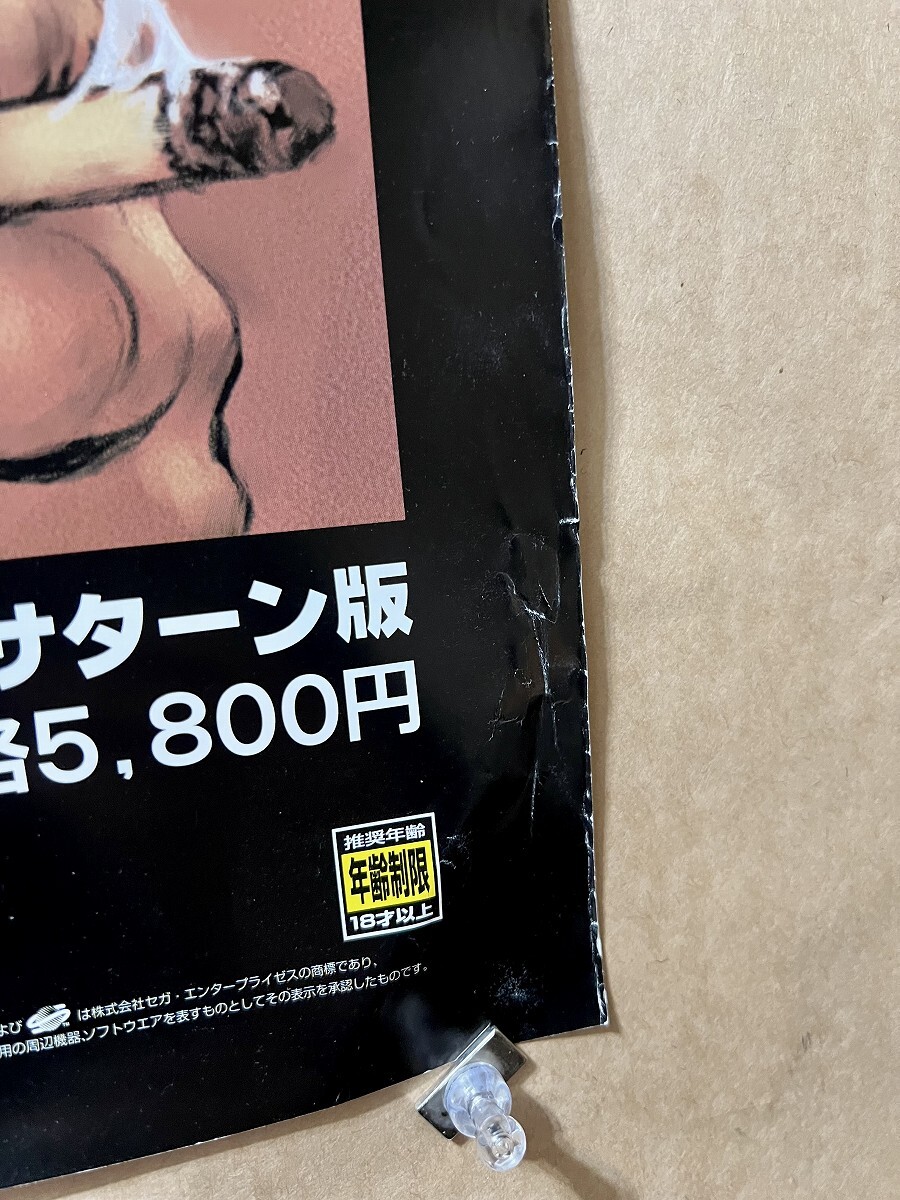 サターン版
格5,800円
推奨年齢
年齢制限
18才以上
および は株式会社セガ・エンタープライゼスの商標であり、
用の周辺機器、ソフトウエアを表すものとしてその表示を承認したものです。